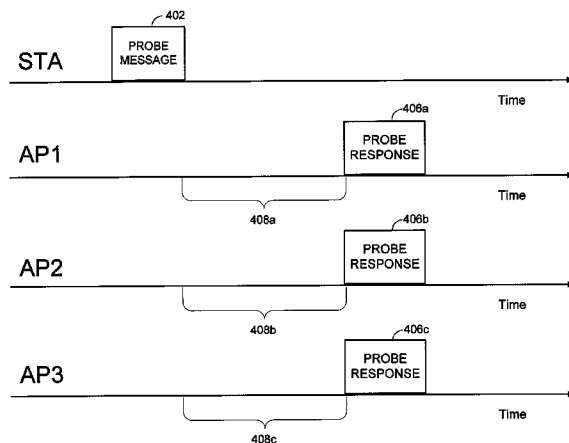 402
STA
PROBE
MESSAGE
Time
406a
AP1
PROBE
RESPONSE
Time
408a
406b
AP2
PROBE
RESPONSE
Time
408b
406c
AP3
PROBE
RESPONSE
Time
408c